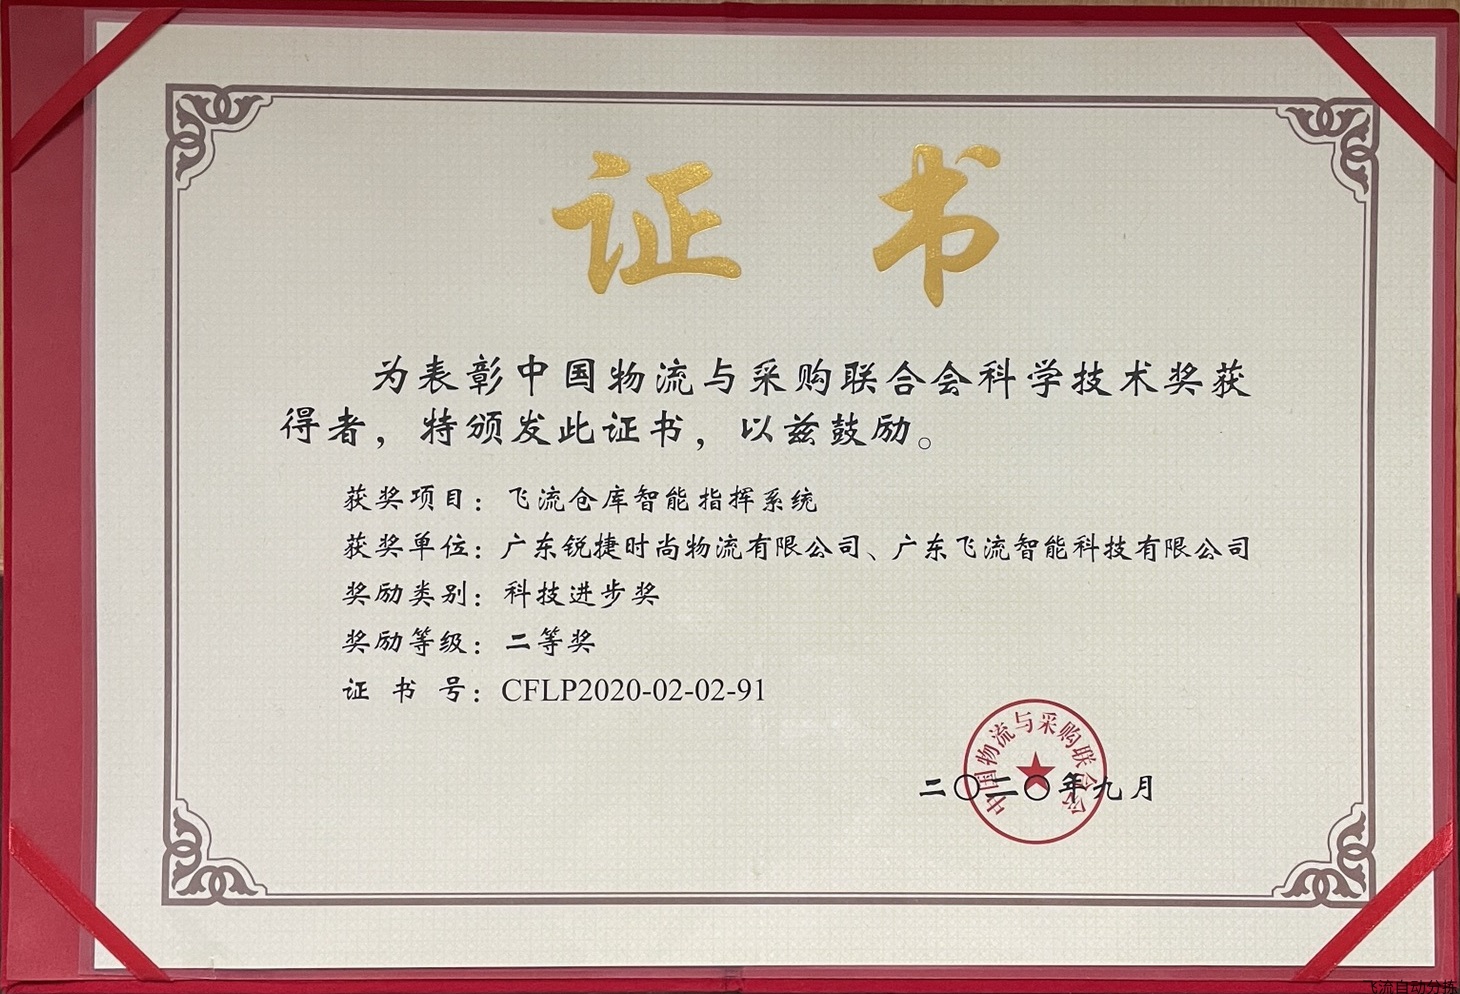 证 书
为表彰中国物流与采购联合会科学技术奖获
得者，特颁发此证书，以兹鼓励。
获奖项目：飞流仓库智能指挥系统
获奖单位：广东锐捷时尚物流有限公司、广东飞流智能科技有限公司
奖励类别：科技进步奖
奖励等级：二等奖
证 书 号：CFLP2020-02-02-91
中国物流与采购联合会
二〇二〇年九月
飞流自动分拣